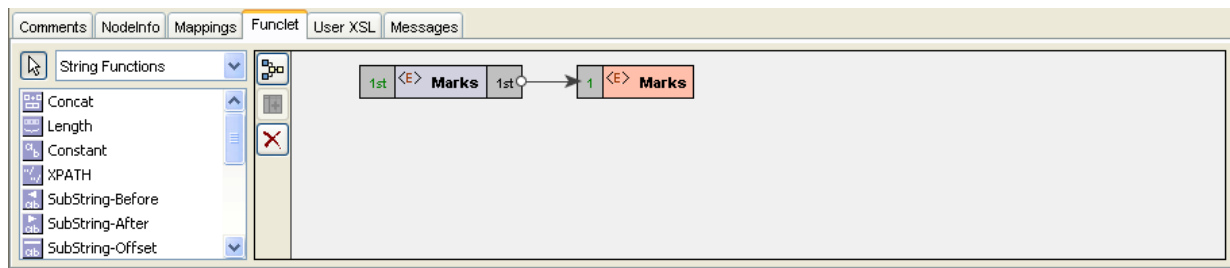 Comments NodeInfo Mappings Funclet User XSL Messages
String Functions
1st <E> Marks 1st 1 <E> Marks
Concat
Length
Constant
XPATH
SubString-Before
SubString-After
SubString-Offset